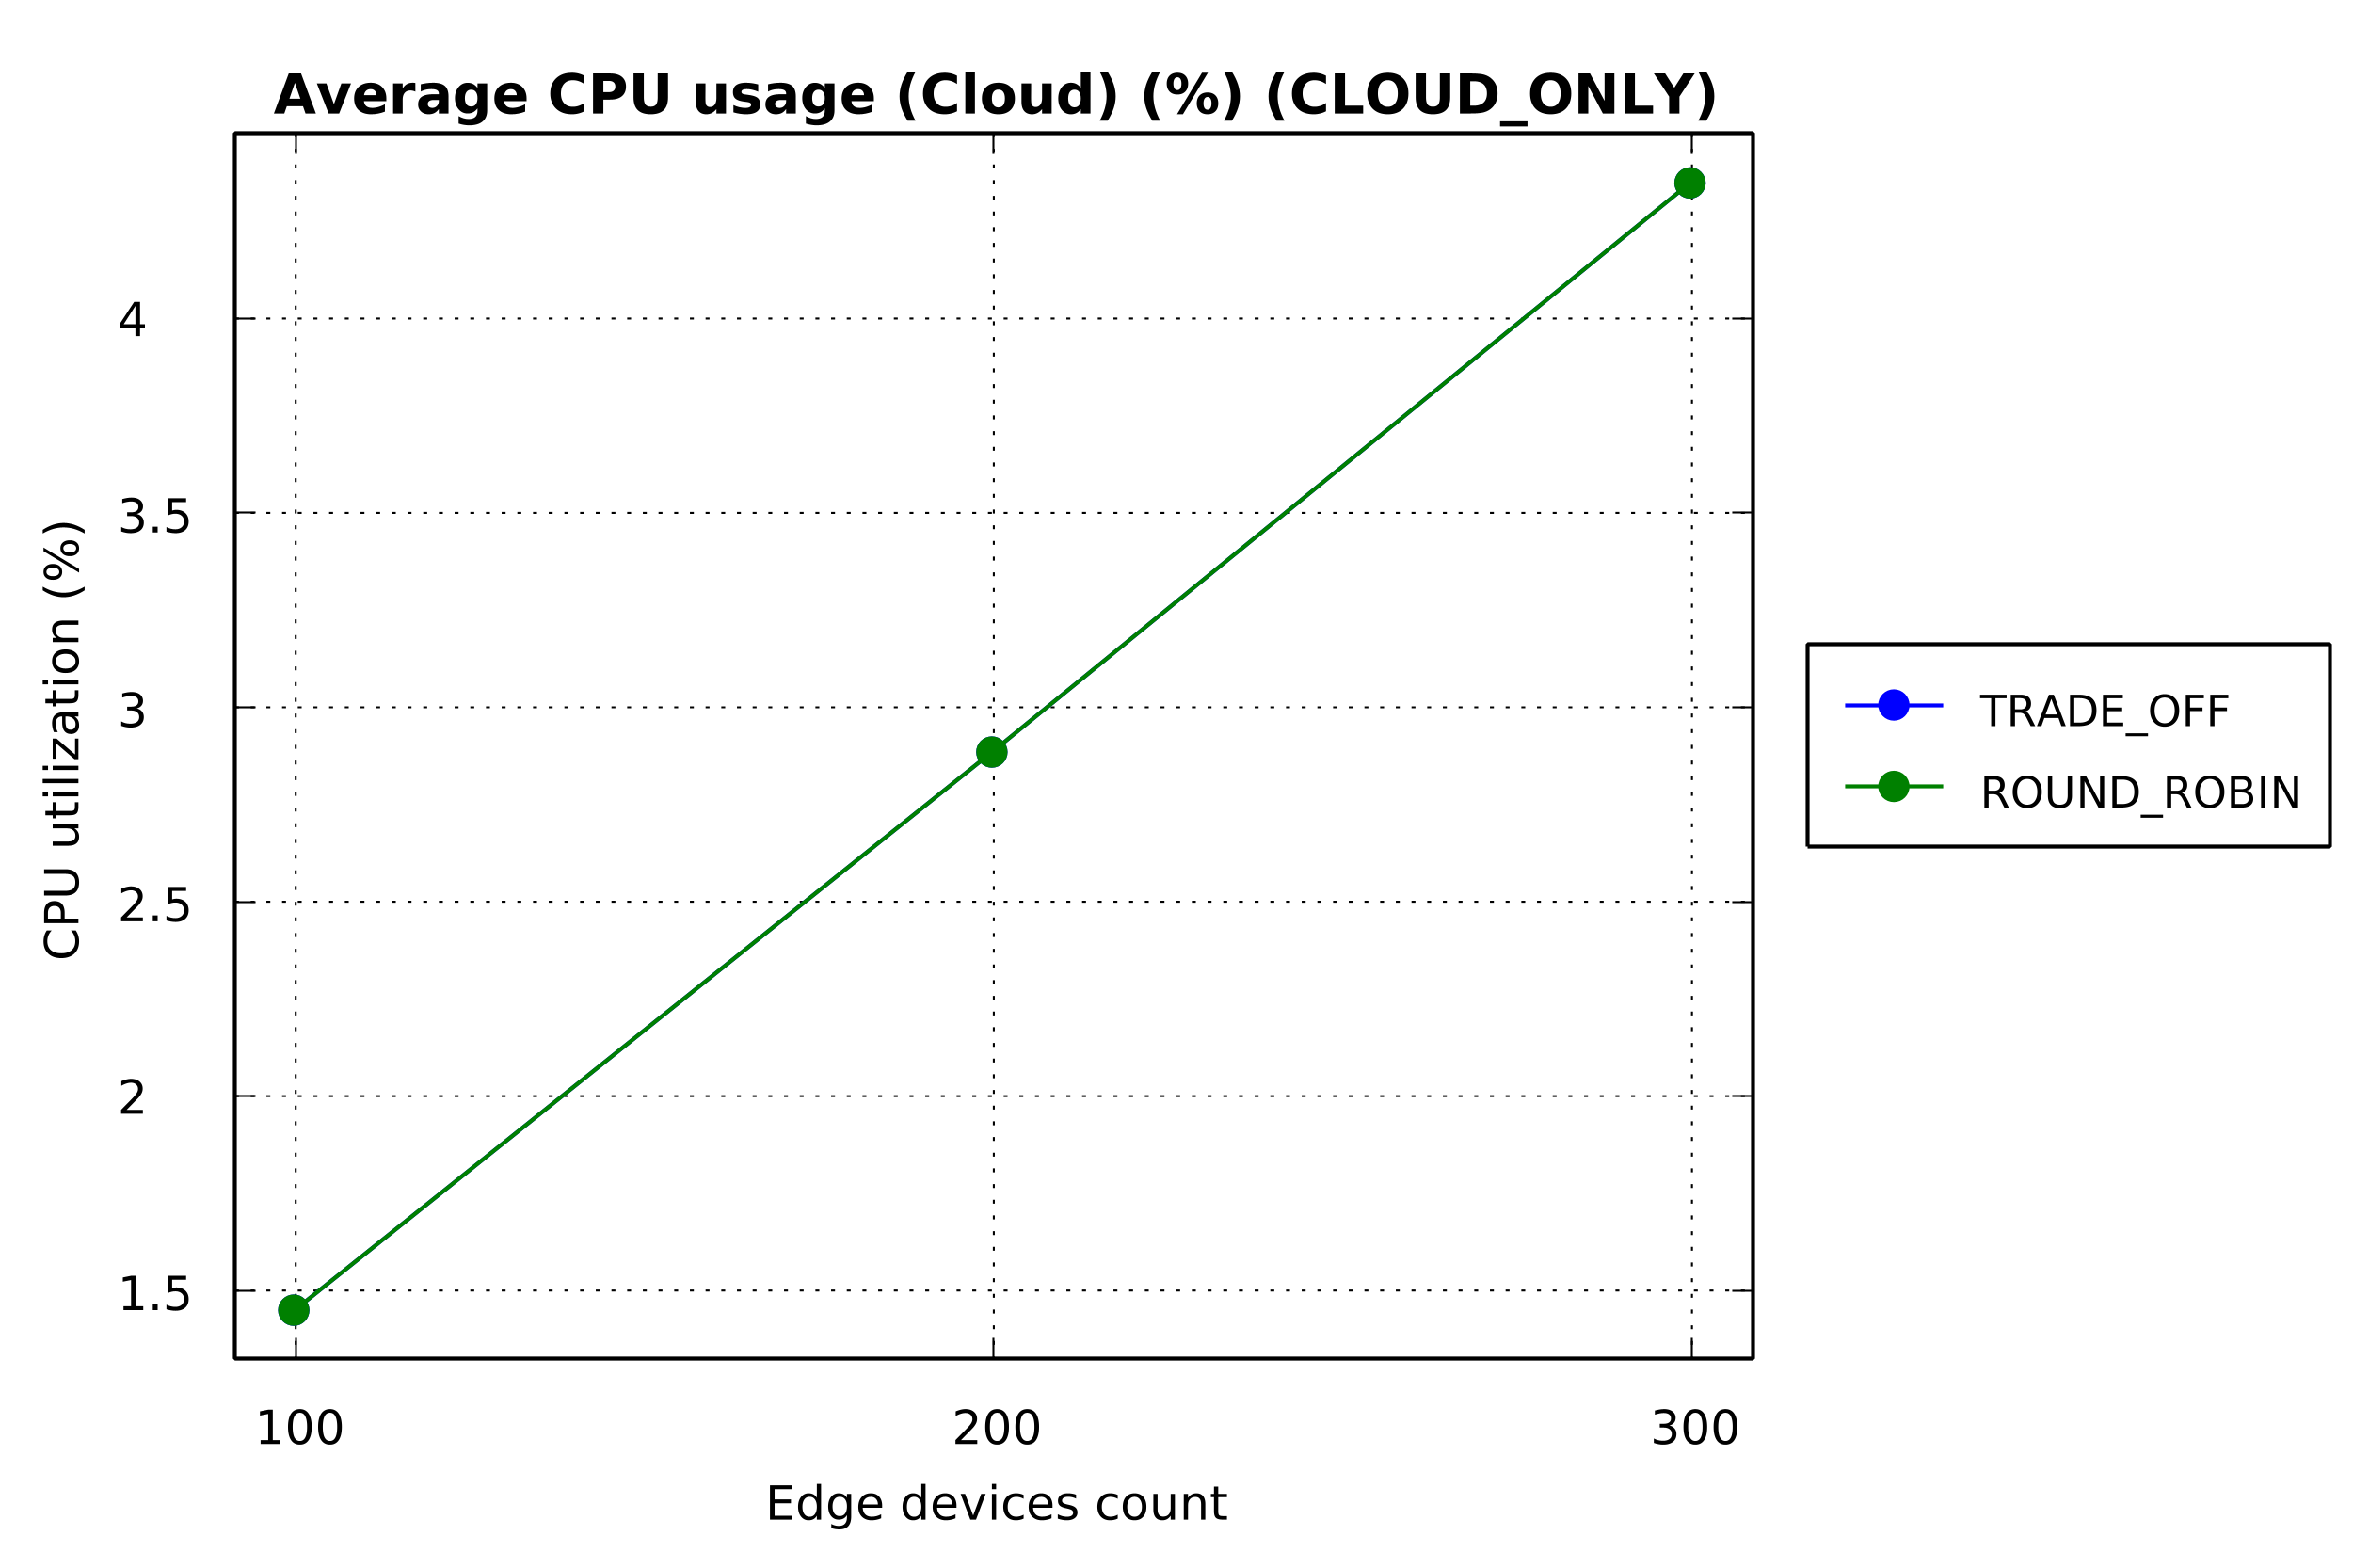 Average CPU usage (Cloud) (%) (CLOUD_ONLY)
CPU utilization (%)
4
3.5
3
2.5
2
1.5
100 200 300
Edge devices count
TRADE_OFF
ROUND_ROBIN